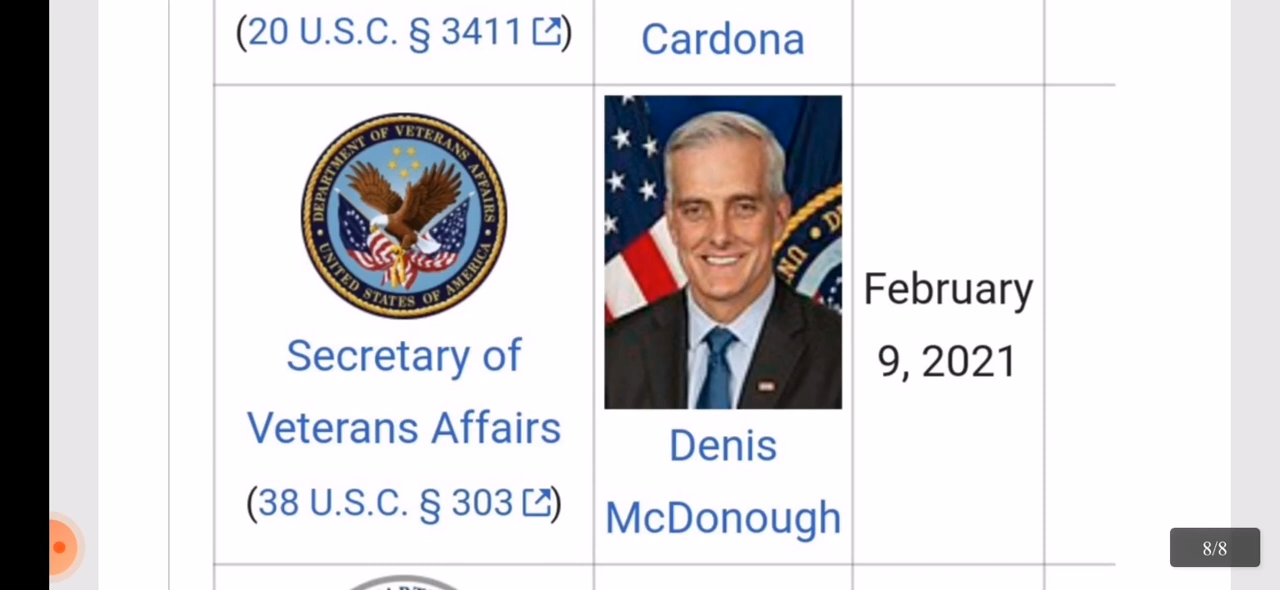 (20 U.S.C. § 3411)
Cardona
DEPARTMENT OF VETERANS AFFAIRS
UNITED STATES OF AMERICA
Secretary of
Veterans Affairs
(38 U.S.C. § 303)
Denis
McDonough
February
9, 2021
8/8